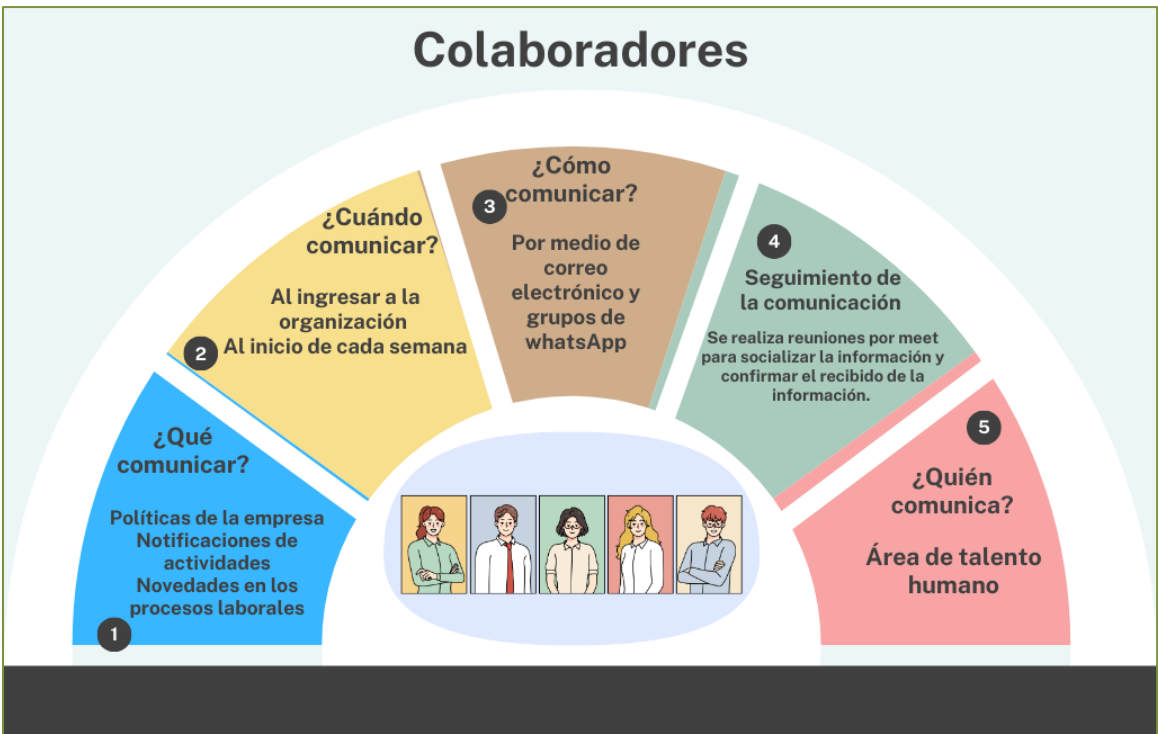 Colaboradores
1
¿Qué
comunicar?
Políticas de la empresa
Notificaciones de
actividades
Novedades en los
procesos laborales
2
¿Cuándo
comunicar?
Al ingresar a la
organización
Al inicio de cada semana
3
¿Cómo
comunicar?
Por medio de
correo
electrónico y
grupos de
whatsApp
4
Seguimiento de
la comunicación
Se realiza reuniones por meet
para socializar la información y
confirmar el recibido de la
información.
5
¿Quién
comunica?
Área de talento
humano